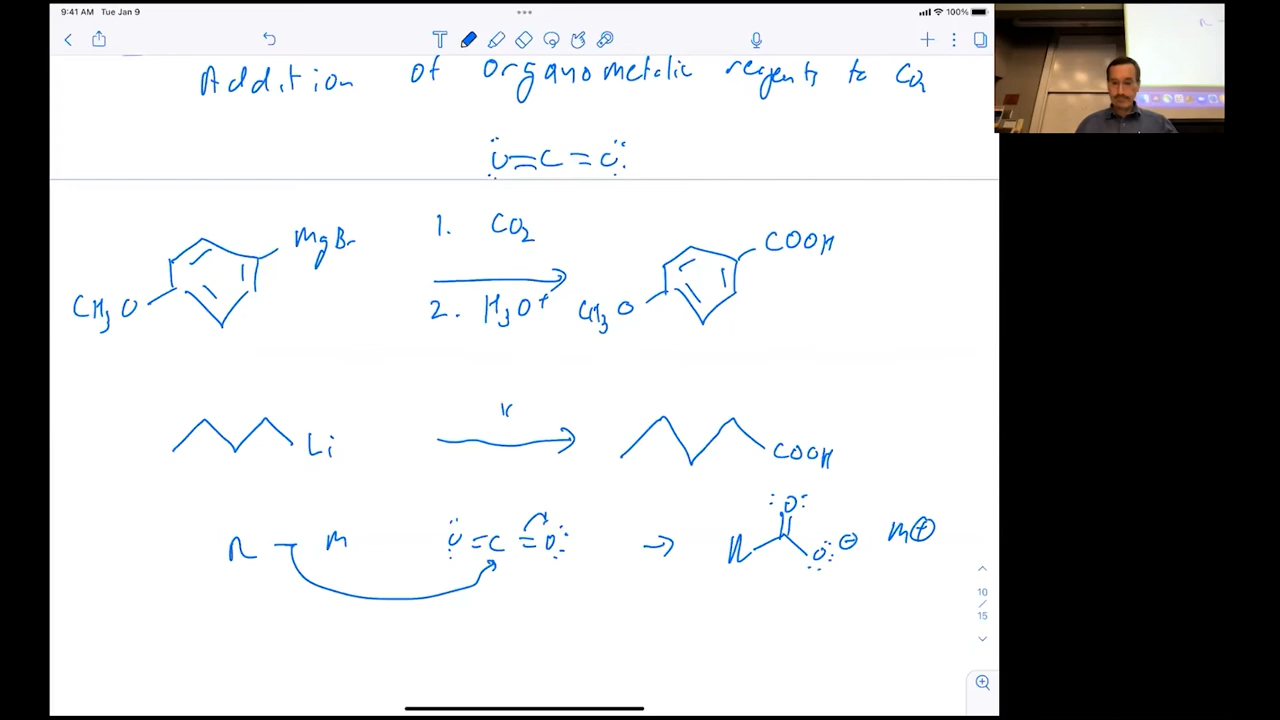 9:41 AM Tue Jan 9
100%
Addition of organometalic reagents to CO2
O=C=O
MgBr
1. CO2
COOH
CH3O
2. H3O+
CH3O
Li
"
COOH
R - M
O=C=O
→
R
O
O ⊖
M⊕
10
/
15